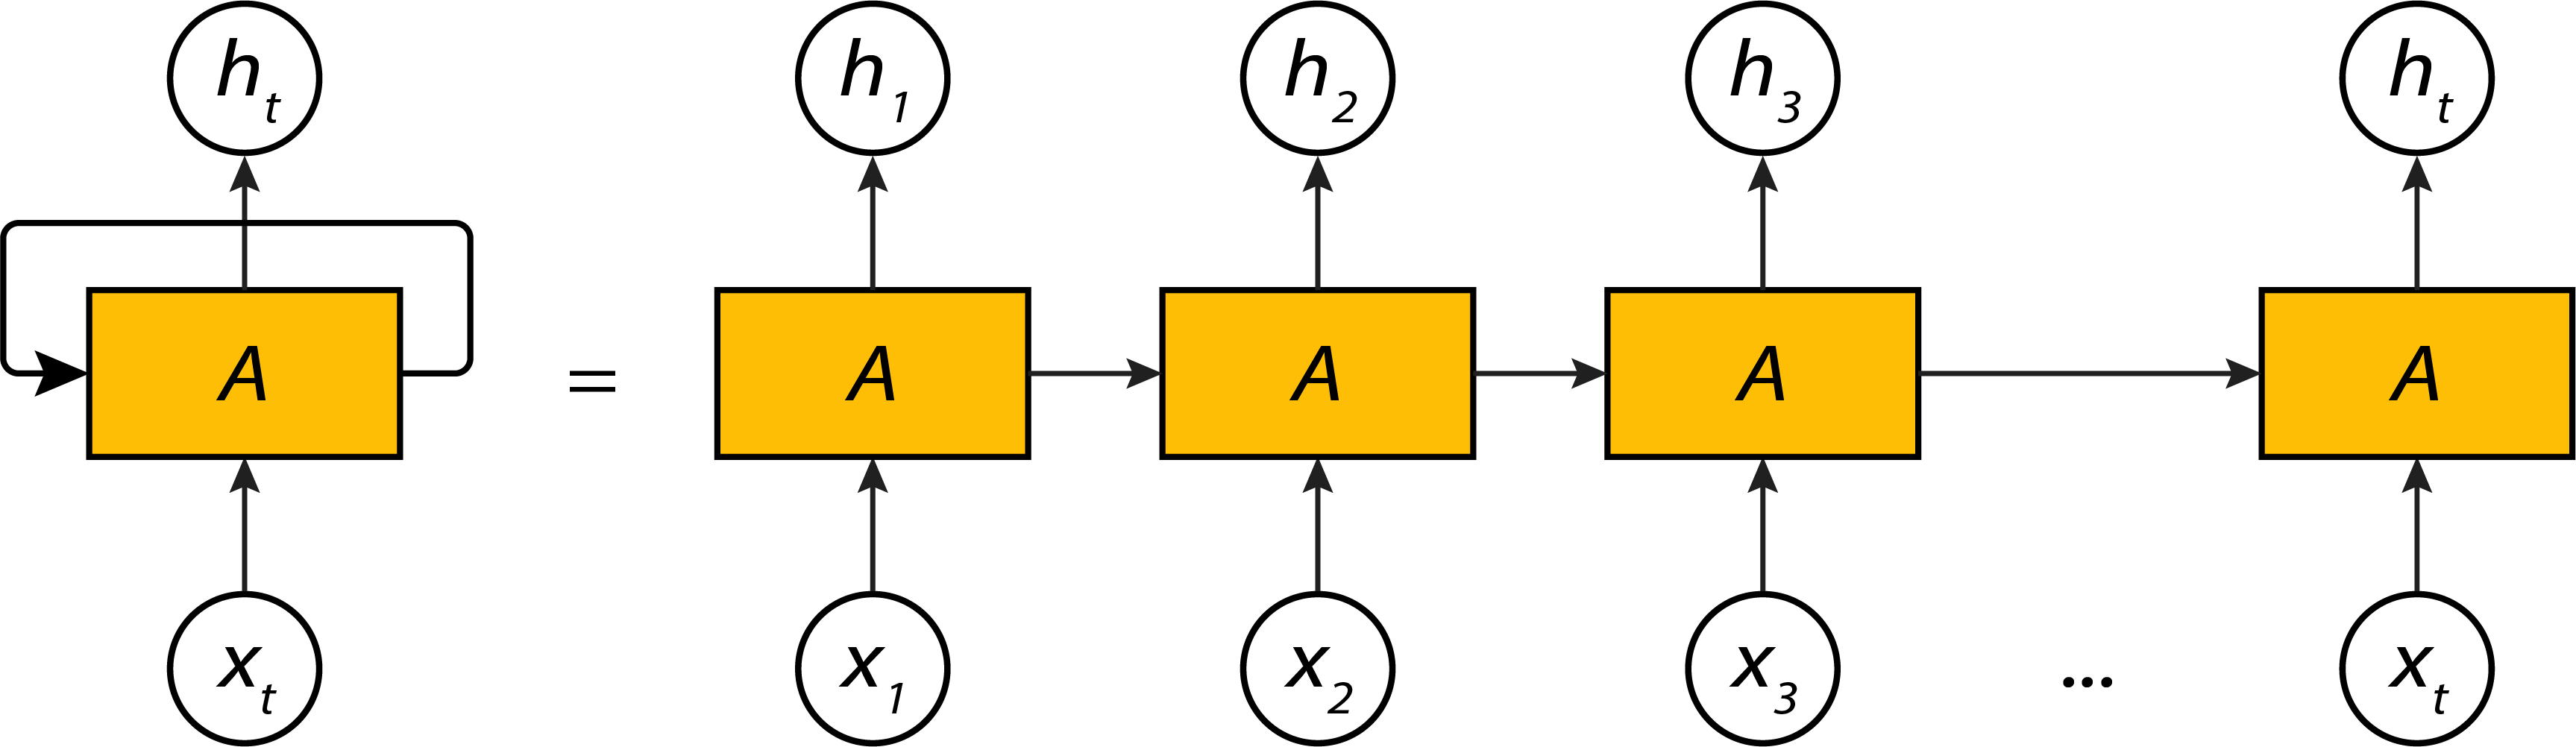 h_t h_1 h_2 h_3 h_t
A = A A A A
x_t x_1 x_2 x_3 ... x_t